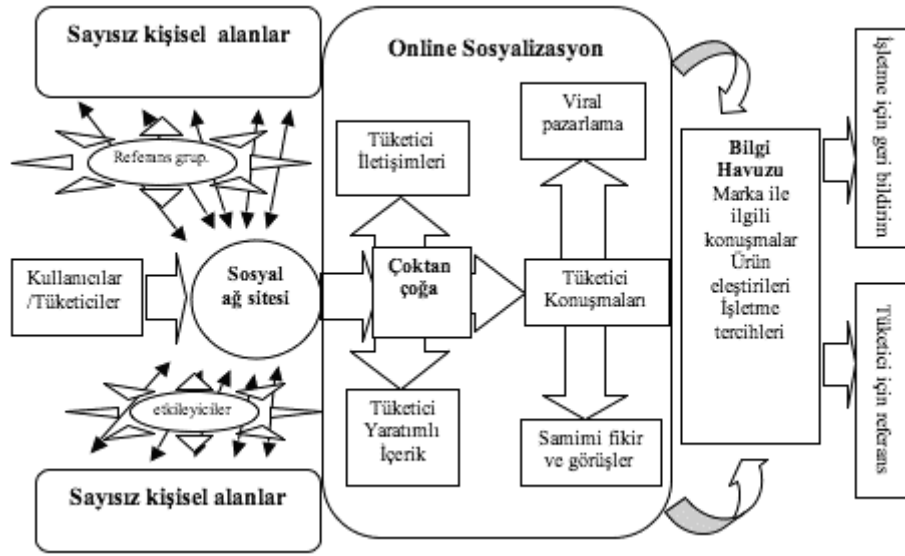 Sayısız kişisel alanlar
Referans grup.
Kullanıcılar
/Tüketiciler
Sosyal
ağ sitesi
etkileyiciler
Sayısız kişisel alanlar
Online Sosyalizasyon
Tüketici
İletişimleri
Çoktan
çoğa
Tüketici
Yaratımlı
İçerik
Viral
pazarlama
Tüketici
Konuşmaları
Samimi fikir
ve görüşler
Bilgi
Havuzu
Marka ile
ilgili
konuşmalar
Ürün
eleştirileri
İşletme
tercihleri
İşletme için geri bildirim
Tüketici için referans